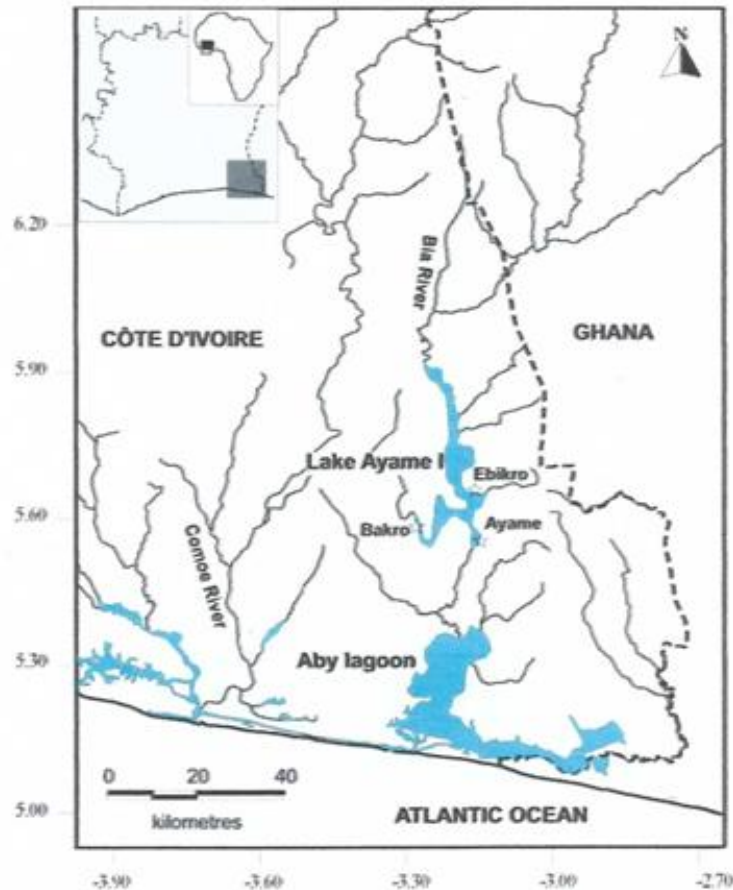 N
6.20
Bia River
CÔTE D'IVOIRE
GHANA
5.90
Lake Ayame I
Ebikro
5.60
Bakro
Ayame
Comoe River
5.30
Aby lagoon
0 20 40
kilometres
5.00
ATLANTIC OCEAN
-3.90 -3.60 -3.30 -3.00 -2.70